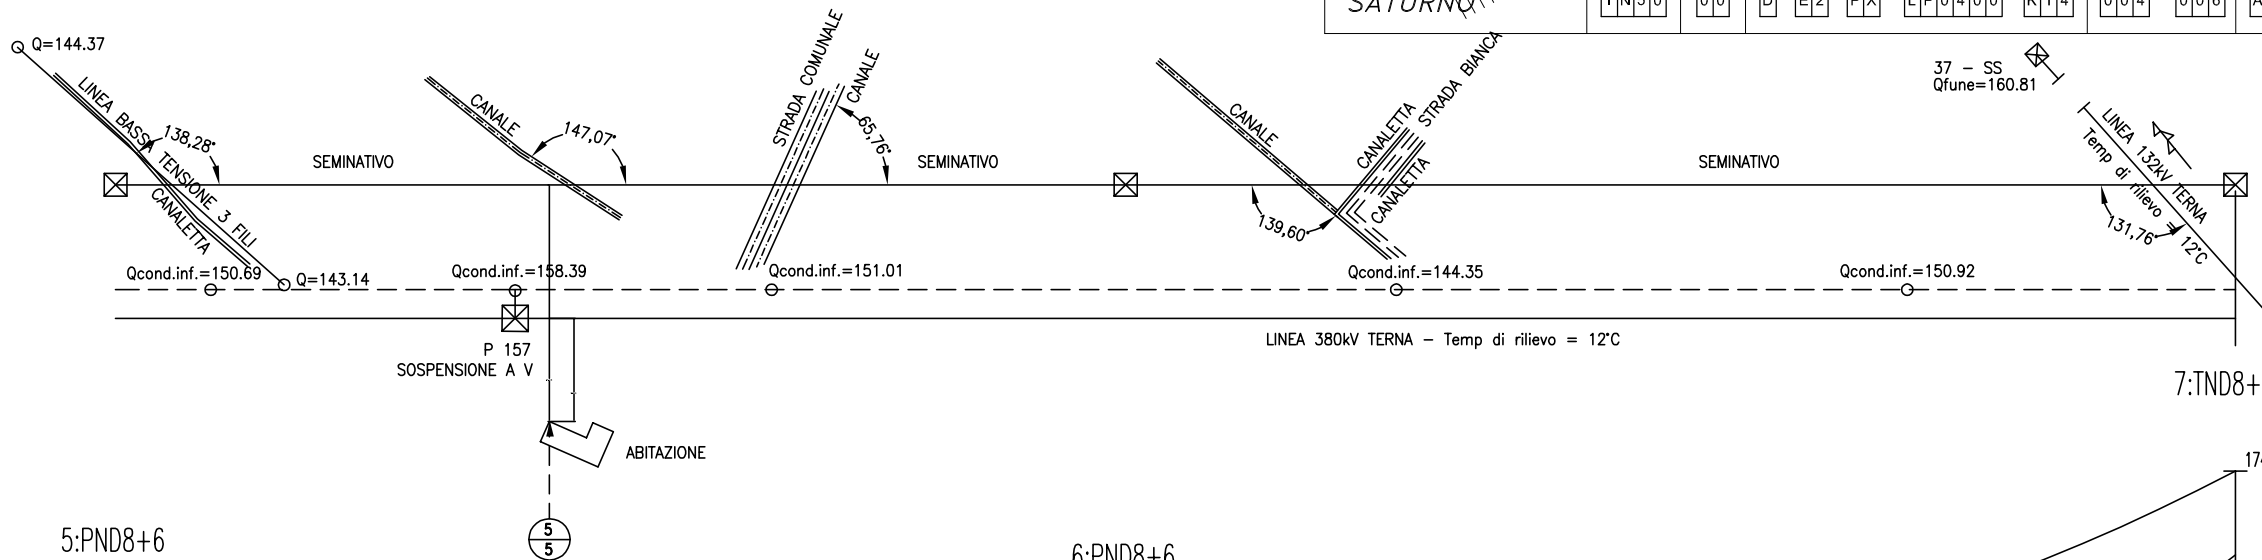 SATURNO
Q=144.37
LINEA BASSA TENSIONE 3 FILI
138,28°
CANALETTA
SEMINATIVO
CANALE
147,07°
STRADA COMUNALE
CANALE
65,76°
SEMINATIVO
CANALE
CANALETTA
STRADA BIANCA
CANALETTA
139,60°
SEMINATIVO
37 - SS
Qfune=160.81
LINEA 132kV TERNA
Temp di rilievo = 12°C
131,76°
Qcond.inf.=150.69
Q=143.14
Qcond.inf.=158.39
Qcond.inf.=151.01
Qcond.inf.=144.35
Qcond.inf.=150.92
P 157
SOSPENSIONE A V
LINEA 380kV TERNA - Temp di rilievo = 12°C
7:TND8+
ABITAZIONE
174
5:PND8+6
5
5
6:PND8+6